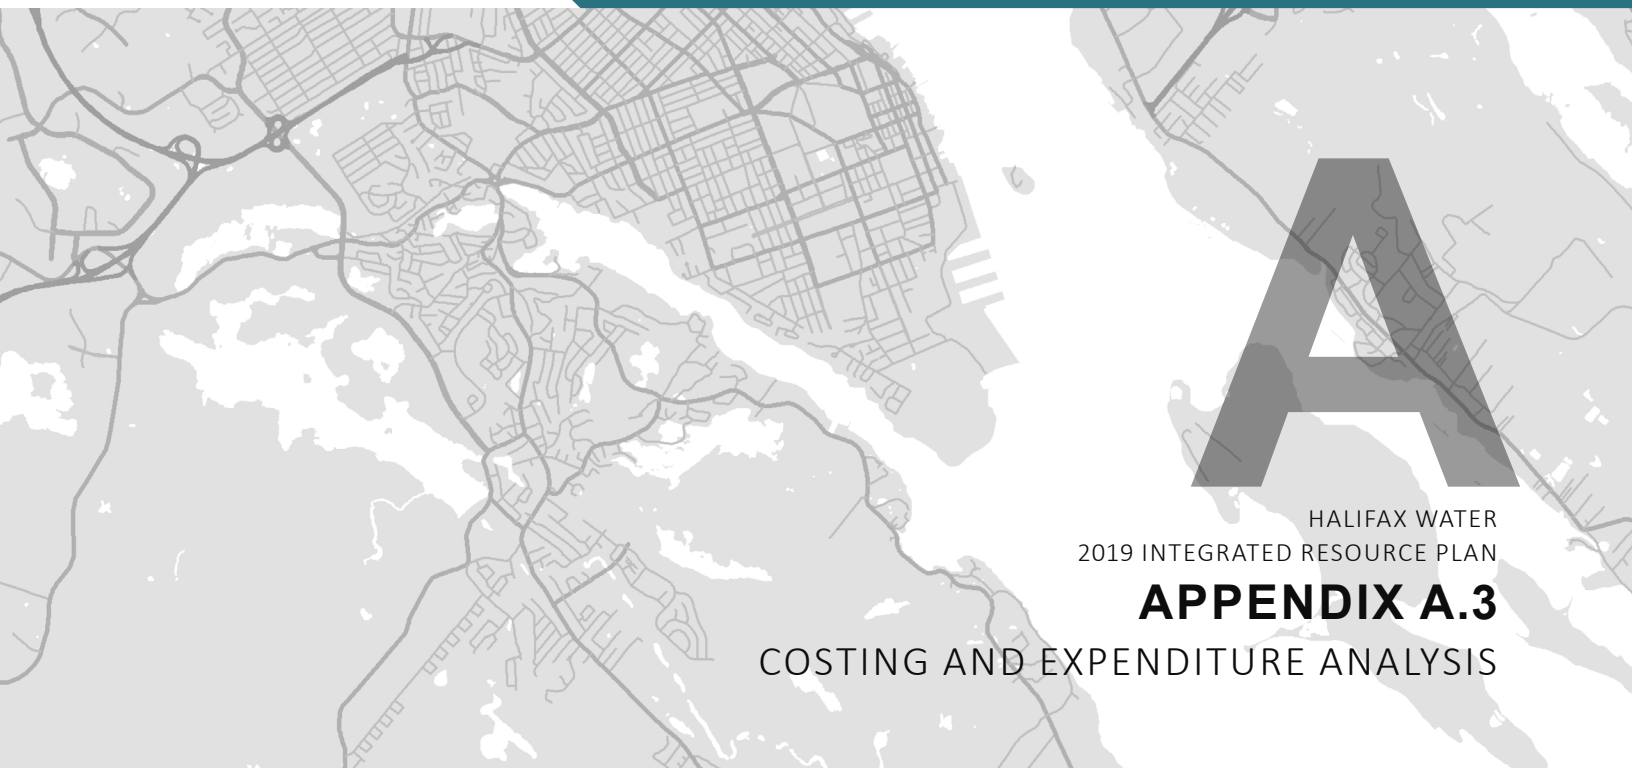 A
HALIFAX WATER
2019 INTEGRATED RESOURCE PLAN
APPENDIX A.3
COSTING AND EXPENDITURE ANALYSIS